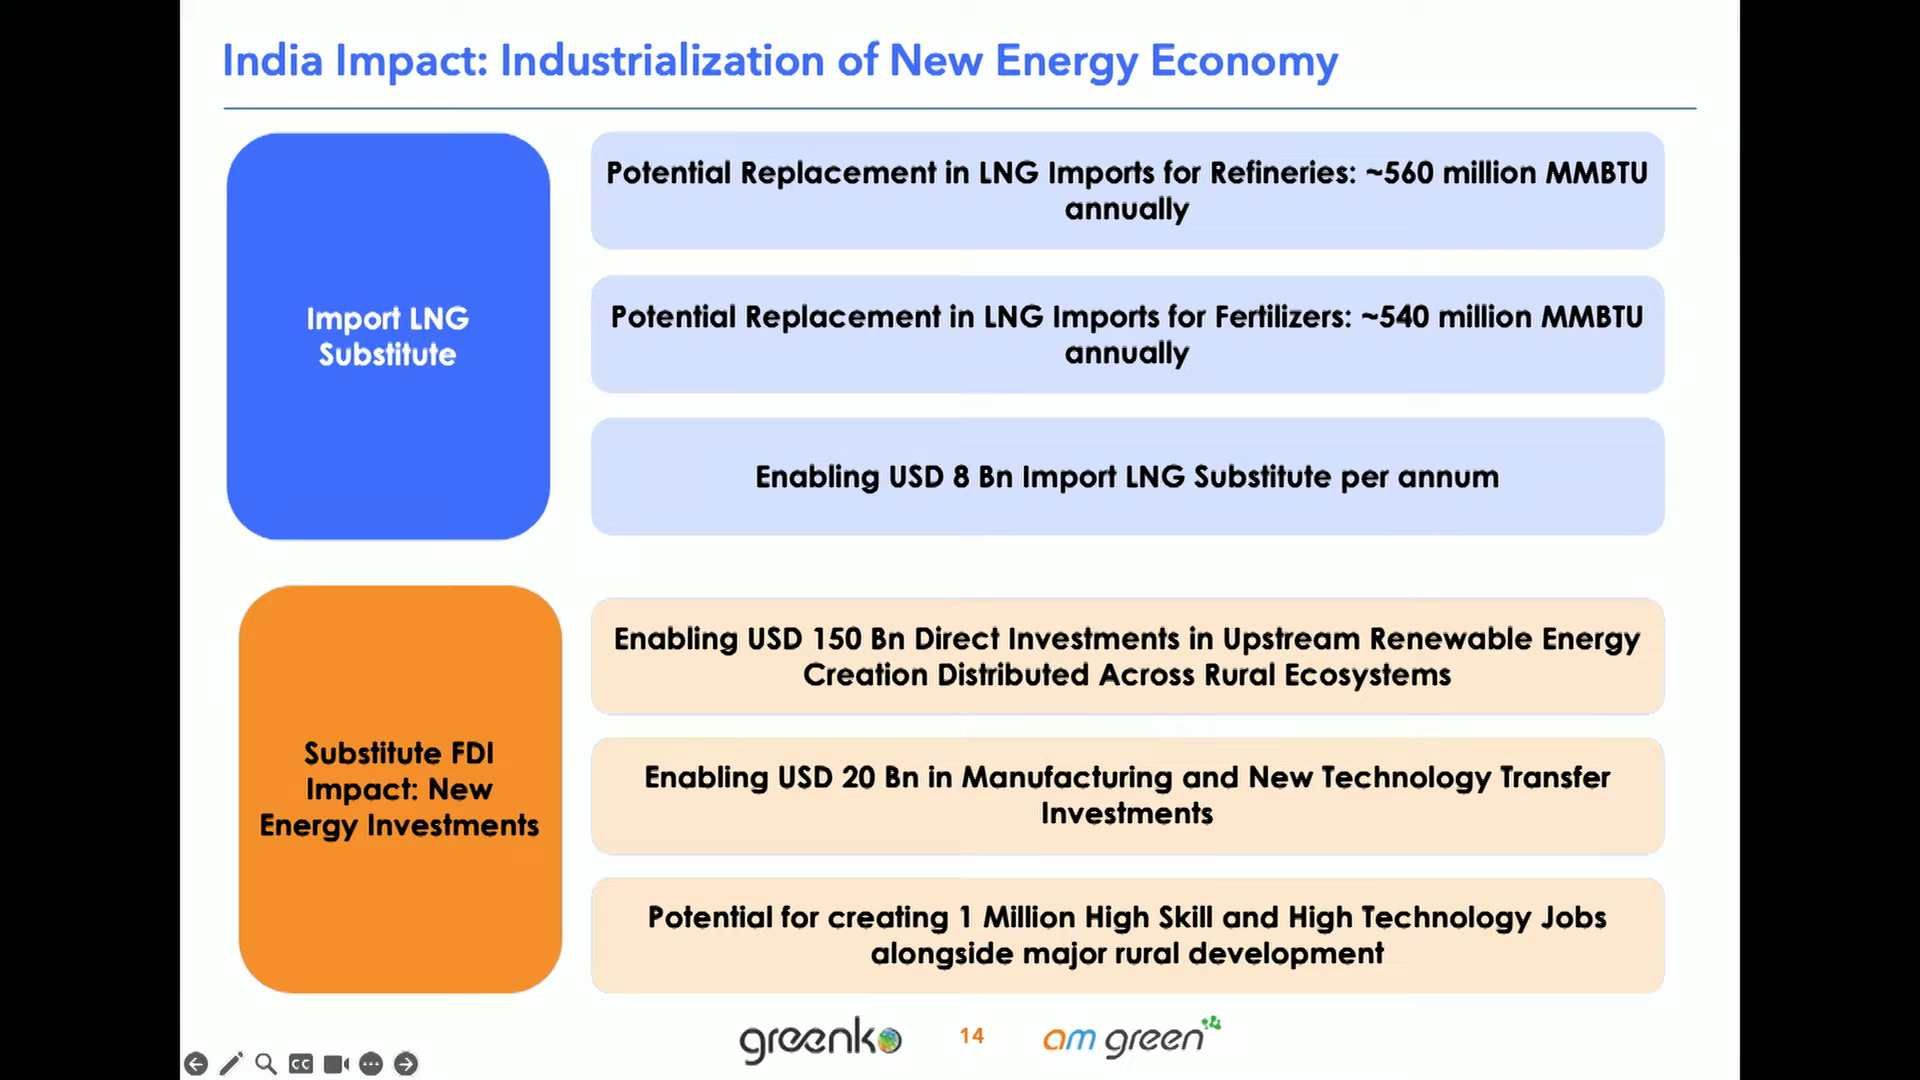 India Impact: Industrialization of New Energy Economy
Import LNG
Substitute
Potential Replacement in LNG Imports for Refineries: ~560 million MMBTU
annually
Potential Replacement in LNG Imports for Fertilizers: ~540 million MMBTU
annually
Enabling USD 8 Bn Import LNG Substitute per annum
Substitute FDI
Impact: New
Energy Investments
Enabling USD 150 Bn Direct Investments in Upstream Renewable Energy
Creation Distributed Across Rural Ecosystems
Enabling USD 20 Bn in Manufacturing and New Technology Transfer
Investments
Potential for creating 1 Million High Skill and High Technology Jobs
alongside major rural development
greenko
14
am green
CC